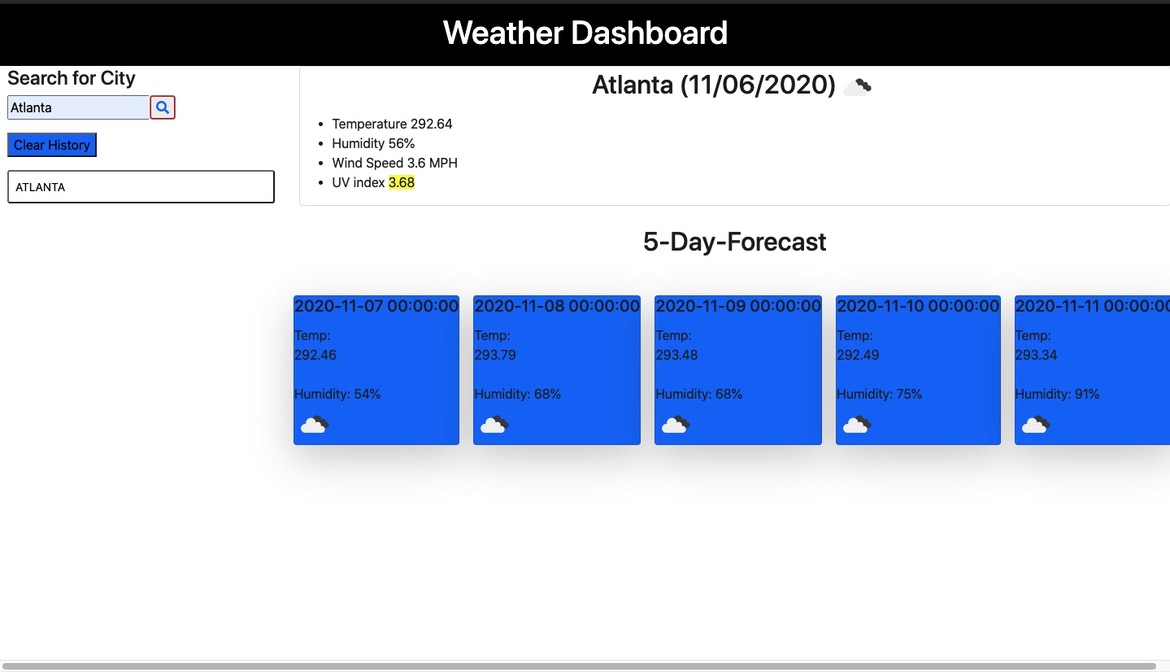 Weather Dashboard
Search for City
Atlanta
Clear History
ATLANTA
Atlanta (11/06/2020)
Temperature 292.64
Humidity 56%
Wind Speed 3.6 MPH
UV index 3.68
5-Day-Forecast
2020-11-07 00:00:00
Temp:
292.46
Humidity: 54%
2020-11-08 00:00:00
Temp:
293.79
Humidity: 68%
2020-11-09 00:00:00
Temp:
293.48
Humidity: 68%
2020-11-10 00:00:00
Temp:
292.49
Humidity: 75%
2020-11-11 00:00:00
Temp:
293.34
Humidity: 91%